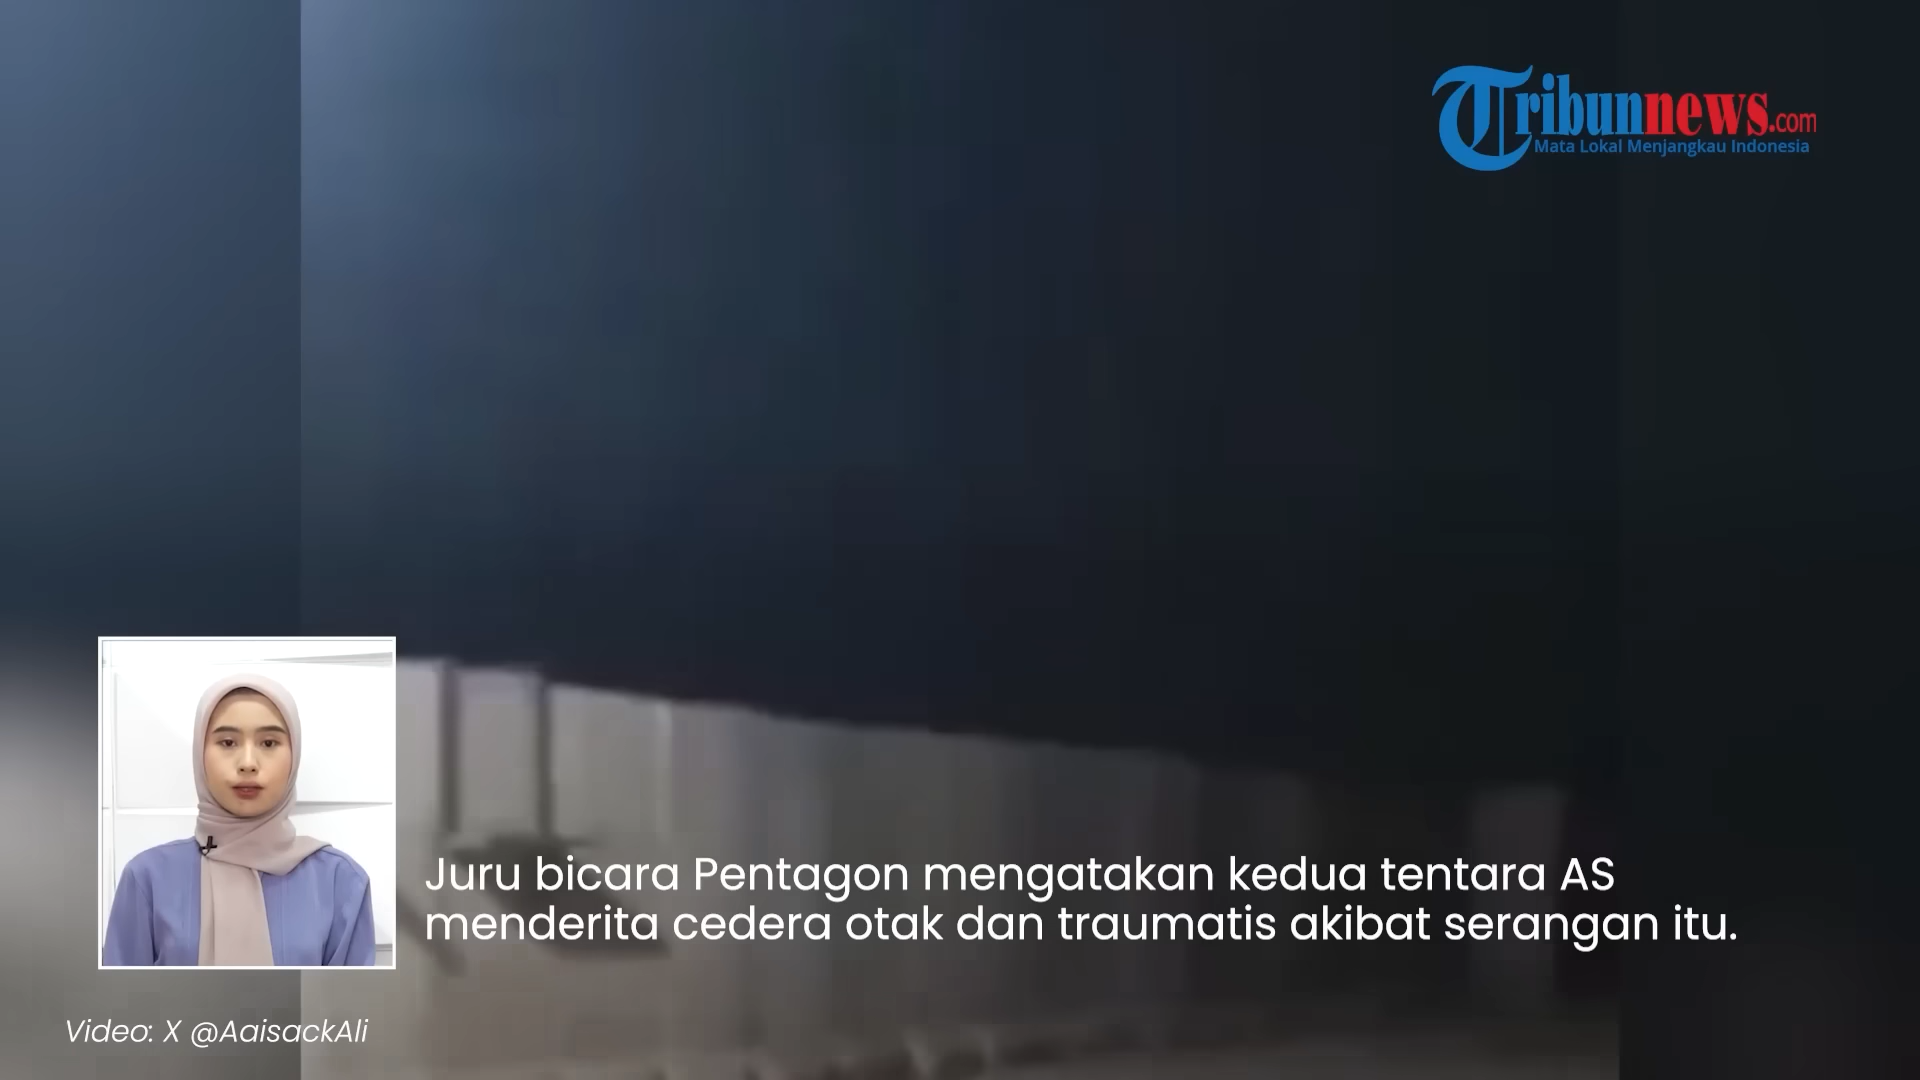 Tribunnews.com
Mata Lokal Menjangkau Indonesia
Juru bicara Pentagon mengatakan kedua tentara AS
menderita cedera otak dan traumatis akibat serangan itu.
Video: X @AaisackAli